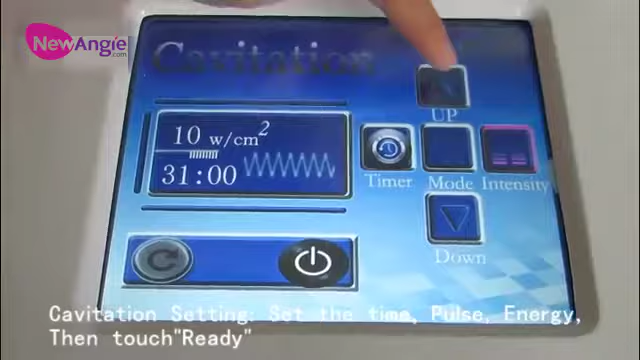 NewAngie
.com
Cavitation
UP
10 w/cm²
31:00
Timer Mode Intensity
Down
Cavitation Setting: Set the time, Pulse, Energy,
Then touch"Ready"